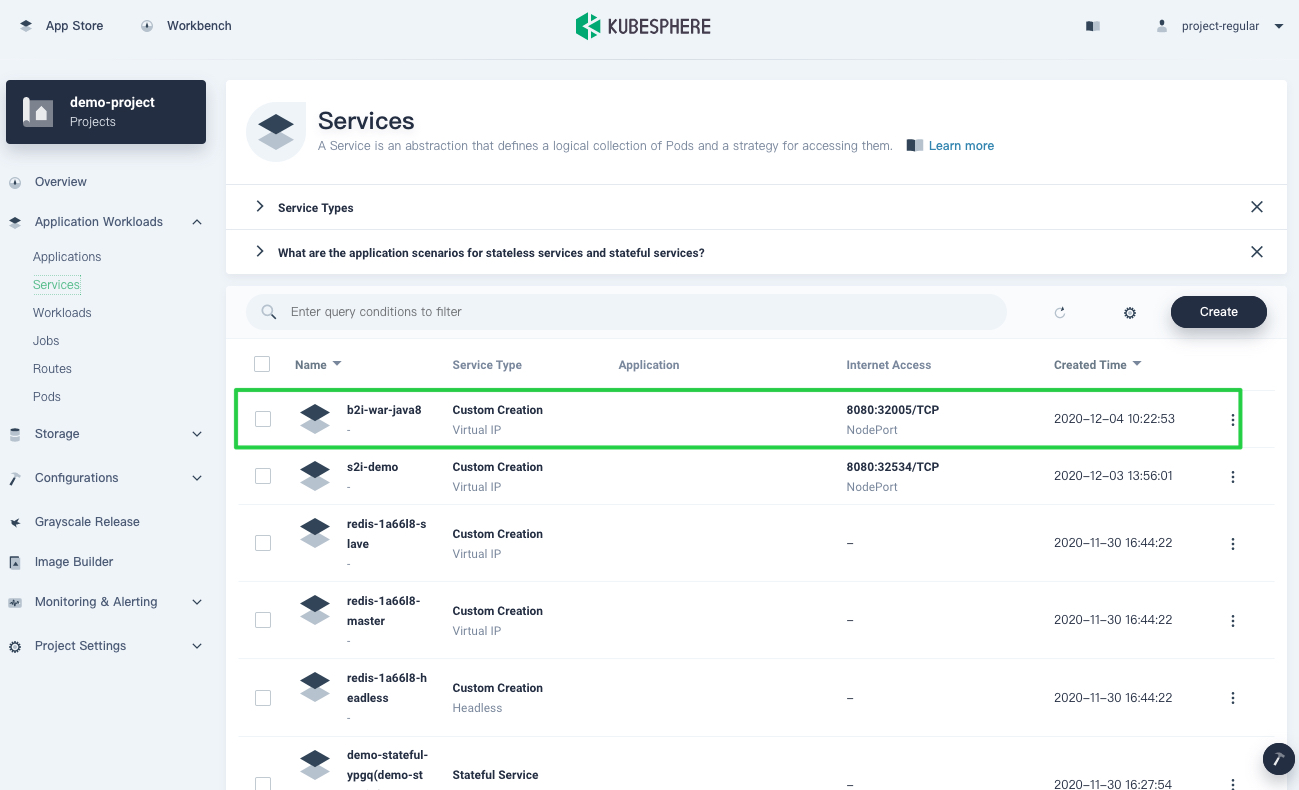 App Store
Workbench
KUBESPHERE
project-regular
demo-project
Projects
Overview
Application Workloads
Applications
Services
Workloads
Jobs
Routes
Pods
Storage
Configurations
Grayscale Release
Image Builder
Monitoring & Alerting
Project Settings
Services
A Service is an abstraction that defines a logical collection of Pods and a strategy for accessing them. Learn more
Service Types
What are the application scenarios for stateless services and stateful services?
Enter query conditions to filter
Create
Name Service Type Application Internet Access Created Time
b2i-war-java8 Custom Creation 8080:32005/TCP
2020–12–04 10:22:53
- Virtual IP NodePort
s2i-demo Custom Creation 8080:32534/TCP
2020–12–03 13:56:01
- Virtual IP NodePort
redis-1a66l8-s
lave
-
Custom Creation
Virtual IP
–
2020–11–30 16:44:22
redis-1a66l8-
master
-
Custom Creation
Virtual IP
–
2020–11–30 16:44:22
redis-1a66l8-h
eadless
-
Custom Creation
Headless
–
2020–11–30 16:44:22
demo-stateful-
ypgq(demo-st
Stateful Service
–
2020–11–30 16:27:54